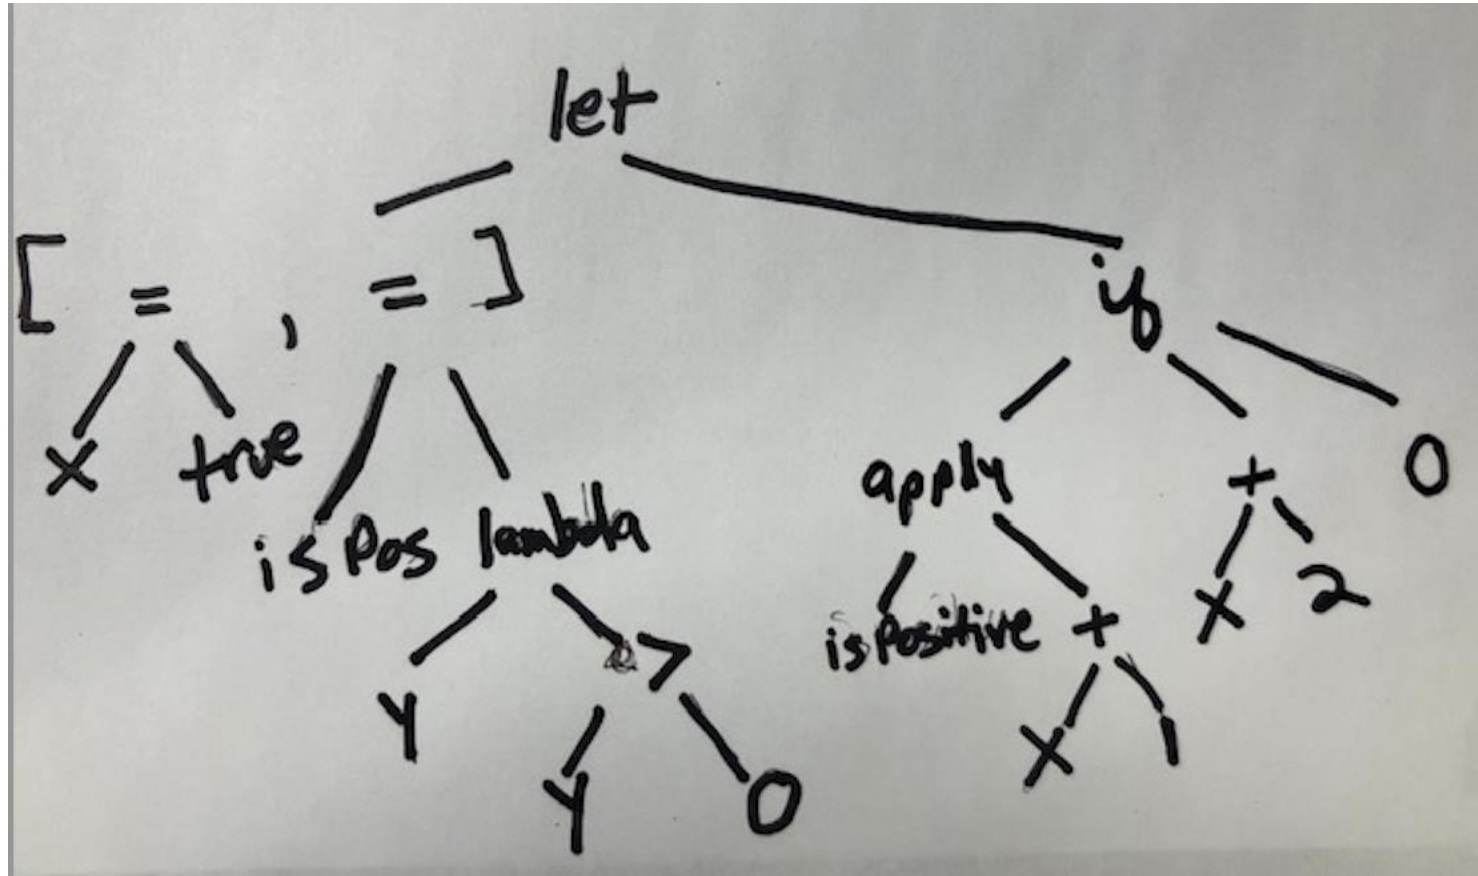 let
[ = , = ] if
x true apply + 0
isPos lambda isPositive + x 2
y > x 1
y 0